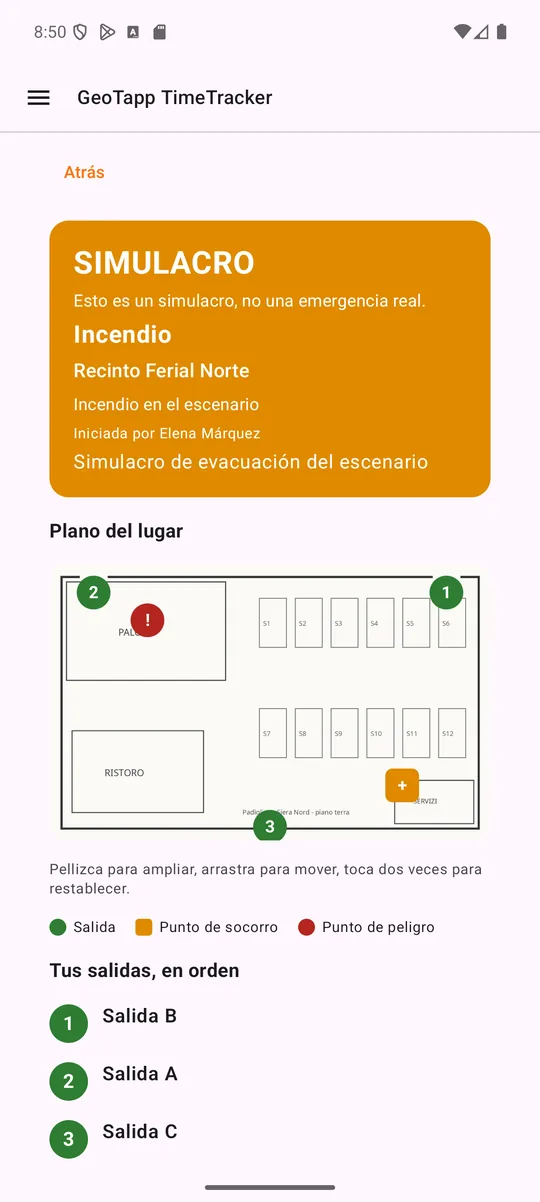 8:50
GeoTapp TimeTracker
Atrás
SIMULACRO
Esto es un simulacro, no una emergencia real.
Incendio
Recinto Ferial Norte
Incendio en el escenario
Iniciada por Elena Márquez
Simulacro de evacuación del escenario
Plano del lugar
2
1
!
S1 S2 S3 S4 S5 S6
S7 S8 S9 S10 S11 S12
RISTORO
+
Fiera Nord - piano terra
3
Pellizca para ampliar, arrastra para mover, toca dos veces para
restablecer.
Salida Punto de socorro Punto de peligro
Tus salidas, en orden
1 Salida B
2 Salida A
3 Salida C